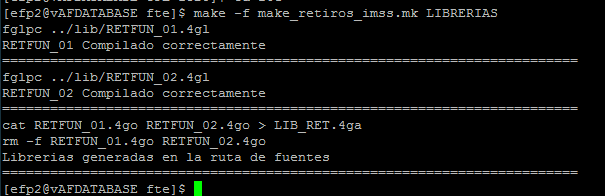 [efp2@vAFDATABASE fte]$ make -f make_retiros_imss.mk LIBRERIAS
fglpc ../lib/RETFUN_01.4gl
RETFUN_01 Compilado correctamente
================================================================================
fglpc ../lib/RETFUN_02.4gl
RETFUN_02 Compilado correctamente
================================================================================
cat RETFUN_01.4go RETFUN_02.4go > LIB_RET.4ga
rm -f RETFUN_01.4go RETFUN_02.4go
Librerias generadas en la ruta de fuentes
================================================================================
[efp2@vAFDATABASE fte]$